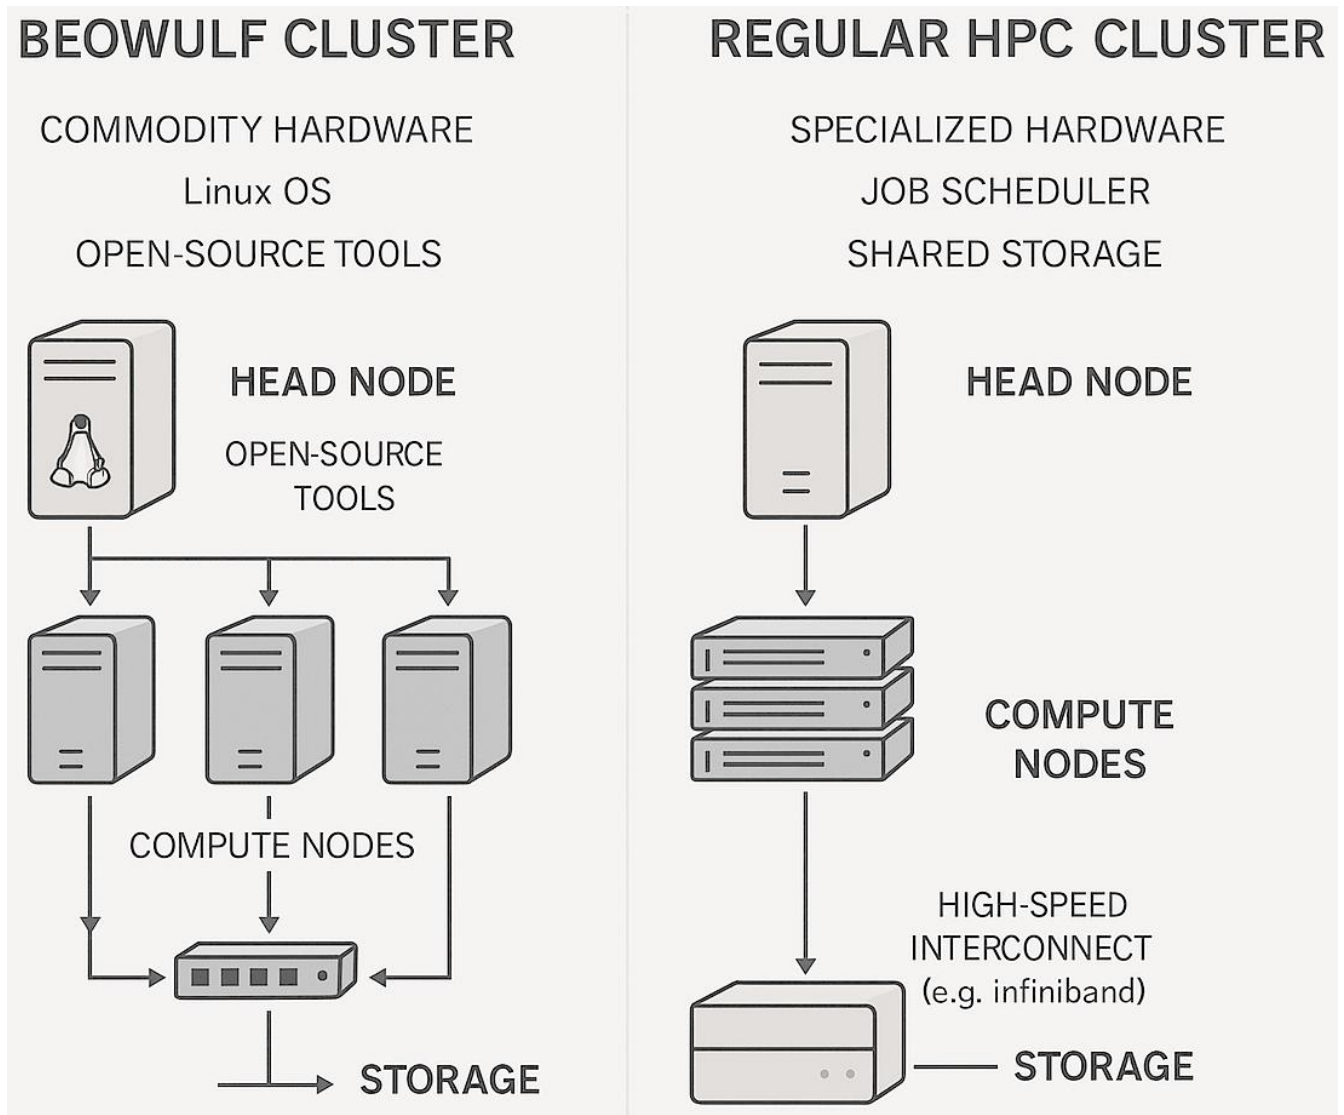 BEOWULF CLUSTER
COMMODITY HARDWARE
Linux OS
OPEN-SOURCE TOOLS
HEAD NODE
OPEN-SOURCE
TOOLS
COMPUTE NODES
STORAGE
REGULAR HPC CLUSTER
SPECIALIZED HARDWARE
JOB SCHEDULER
SHARED STORAGE
HEAD NODE
COMPUTE
NODES
HIGH-SPEED
INTERCONNECT
(e.g. infiniband)
STORAGE